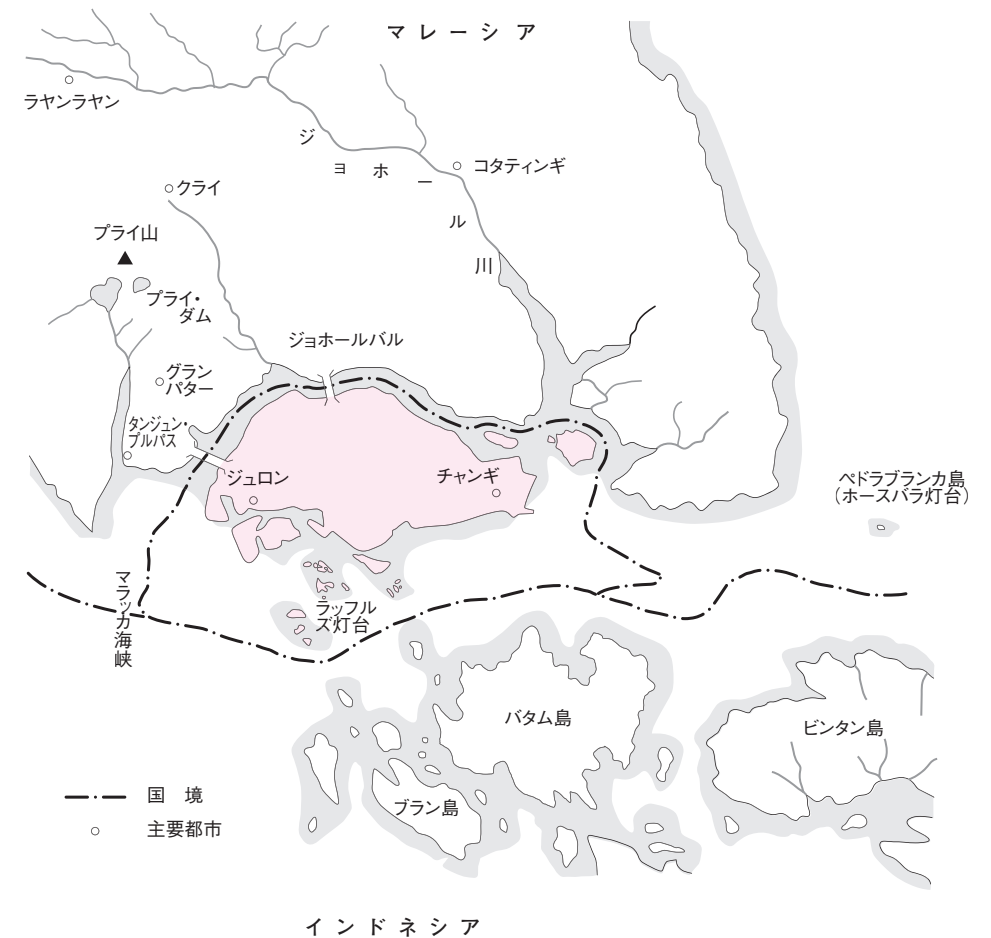 マレーシア
ラヤンラヤン
ジョホール川
コタティンギ
クライ
プライ山
プライ・
ダム
ジョホールバル
グラン
パター
タンジュン・
プルパス
ジュロン
チャンギ
ペドラブランカ島
（ホースバラ灯台）
マラッカ海峡
ラッフル
ズ灯台
バタム島
ビンタン島
ブラン島
国　境
主要都市
インドネシア